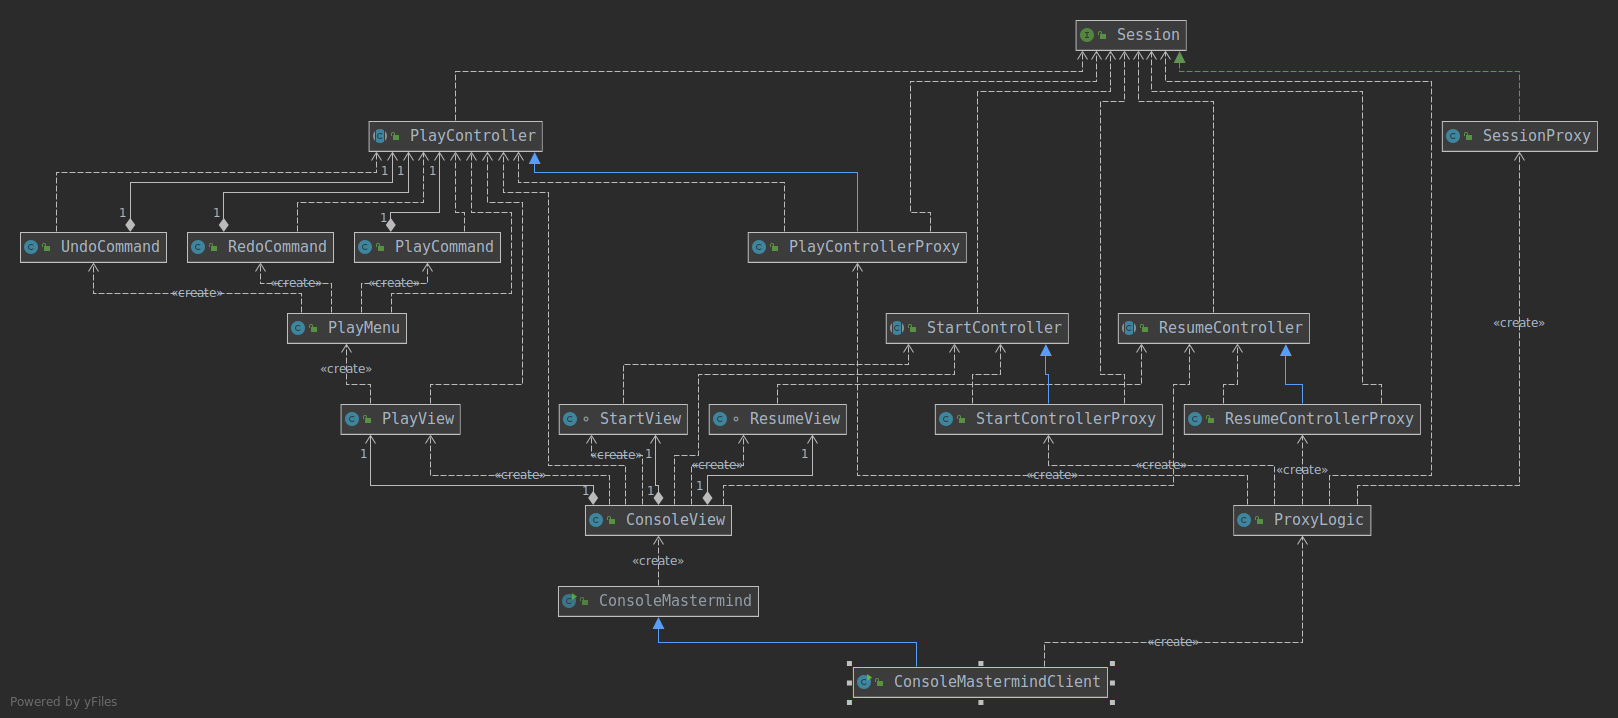 Session
PlayController
SessionProxy
1
1
1
1
1
1
UndoCommand
RedoCommand
PlayCommand
PlayControllerProxy
«create»
«create»
«create»
«create»
PlayMenu
StartController
ResumeController
«create»
PlayView
StartView
ResumeView
StartControllerProxy
ResumeControllerProxy
1
«create»
1
1
«create»
«create»
«create»
«create»
«create»
1
1
1
ConsoleView
ProxyLogic
«create»
ConsoleMastermind
«create»
ConsoleMastermindClient
Powered by yFiles